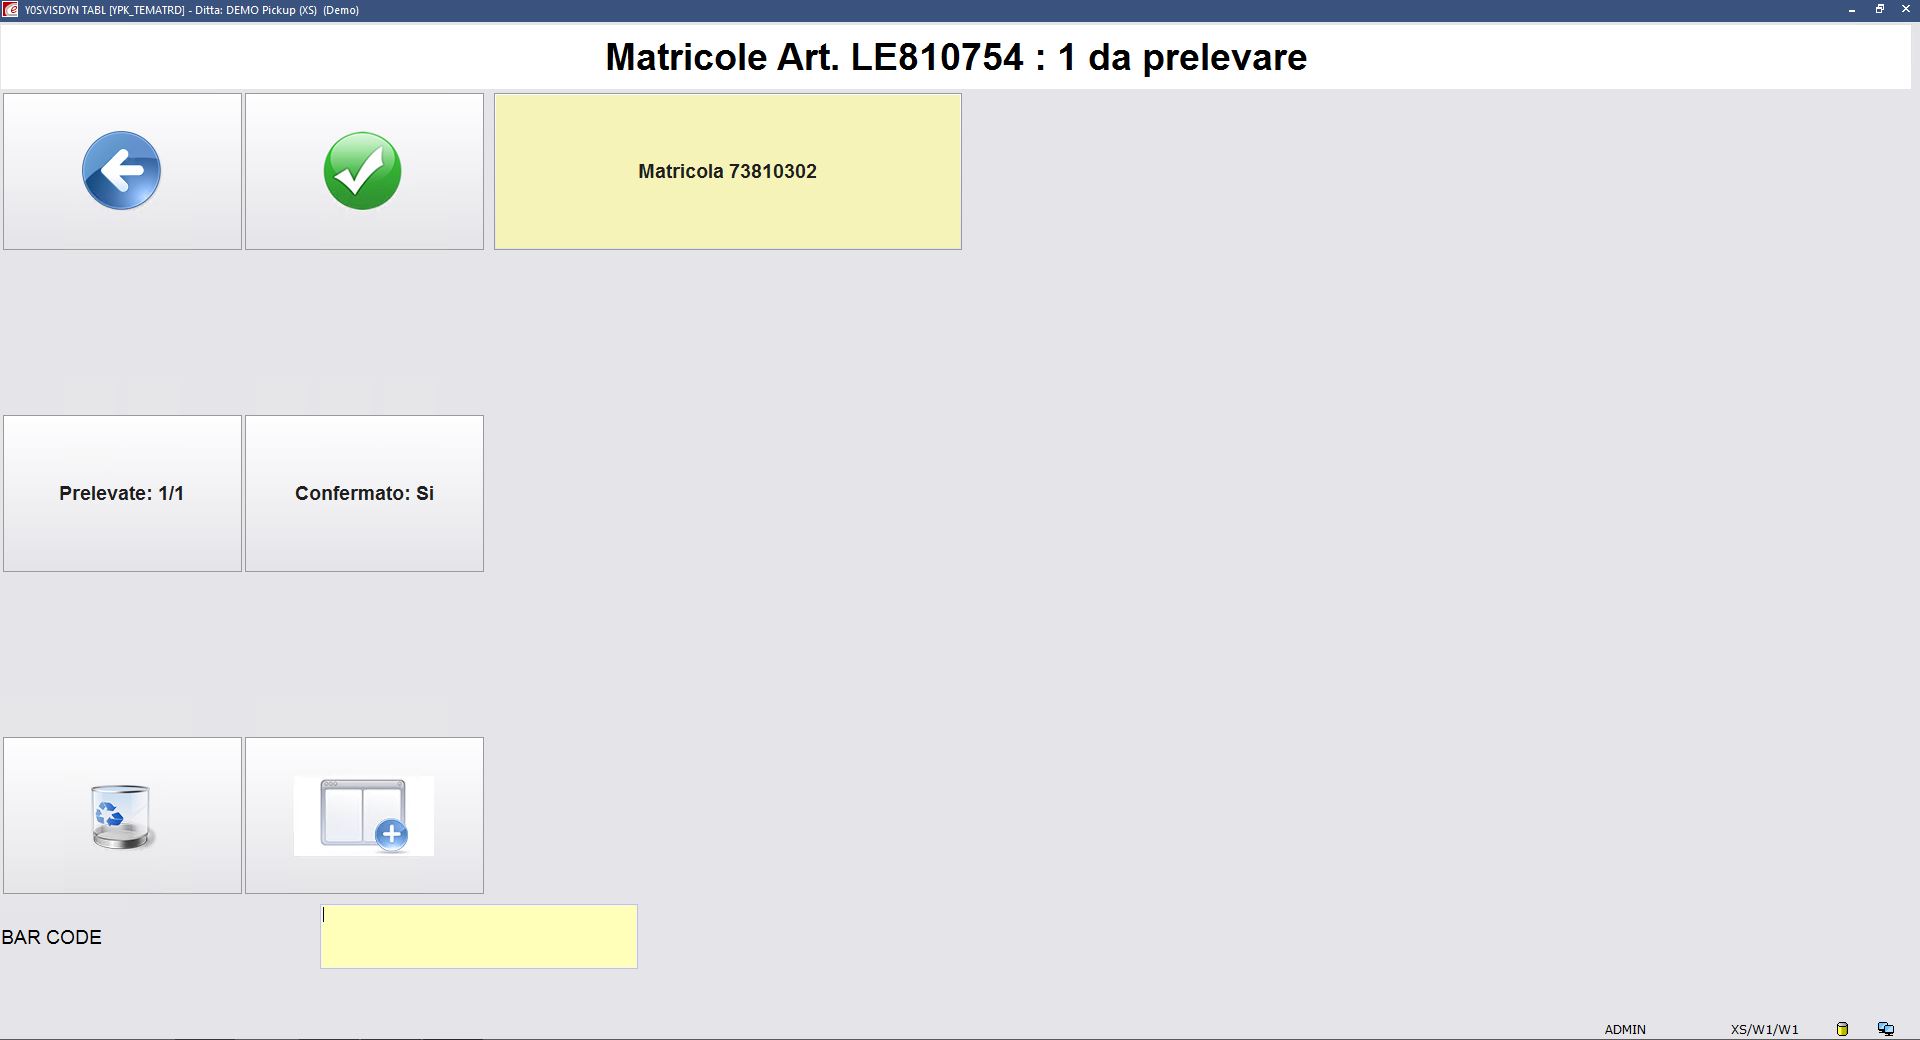 Y0SVISDYN TABL [YPK_TEMATRD] - Ditta: DEMO Pickup (XS)  (Demo)
Matricole Art. LE810754 : 1 da prelevare
Matricola 73810302
Prelevate: 1/1
Confermato: Si
BAR CODE
ADMIN
XS/W1/W1